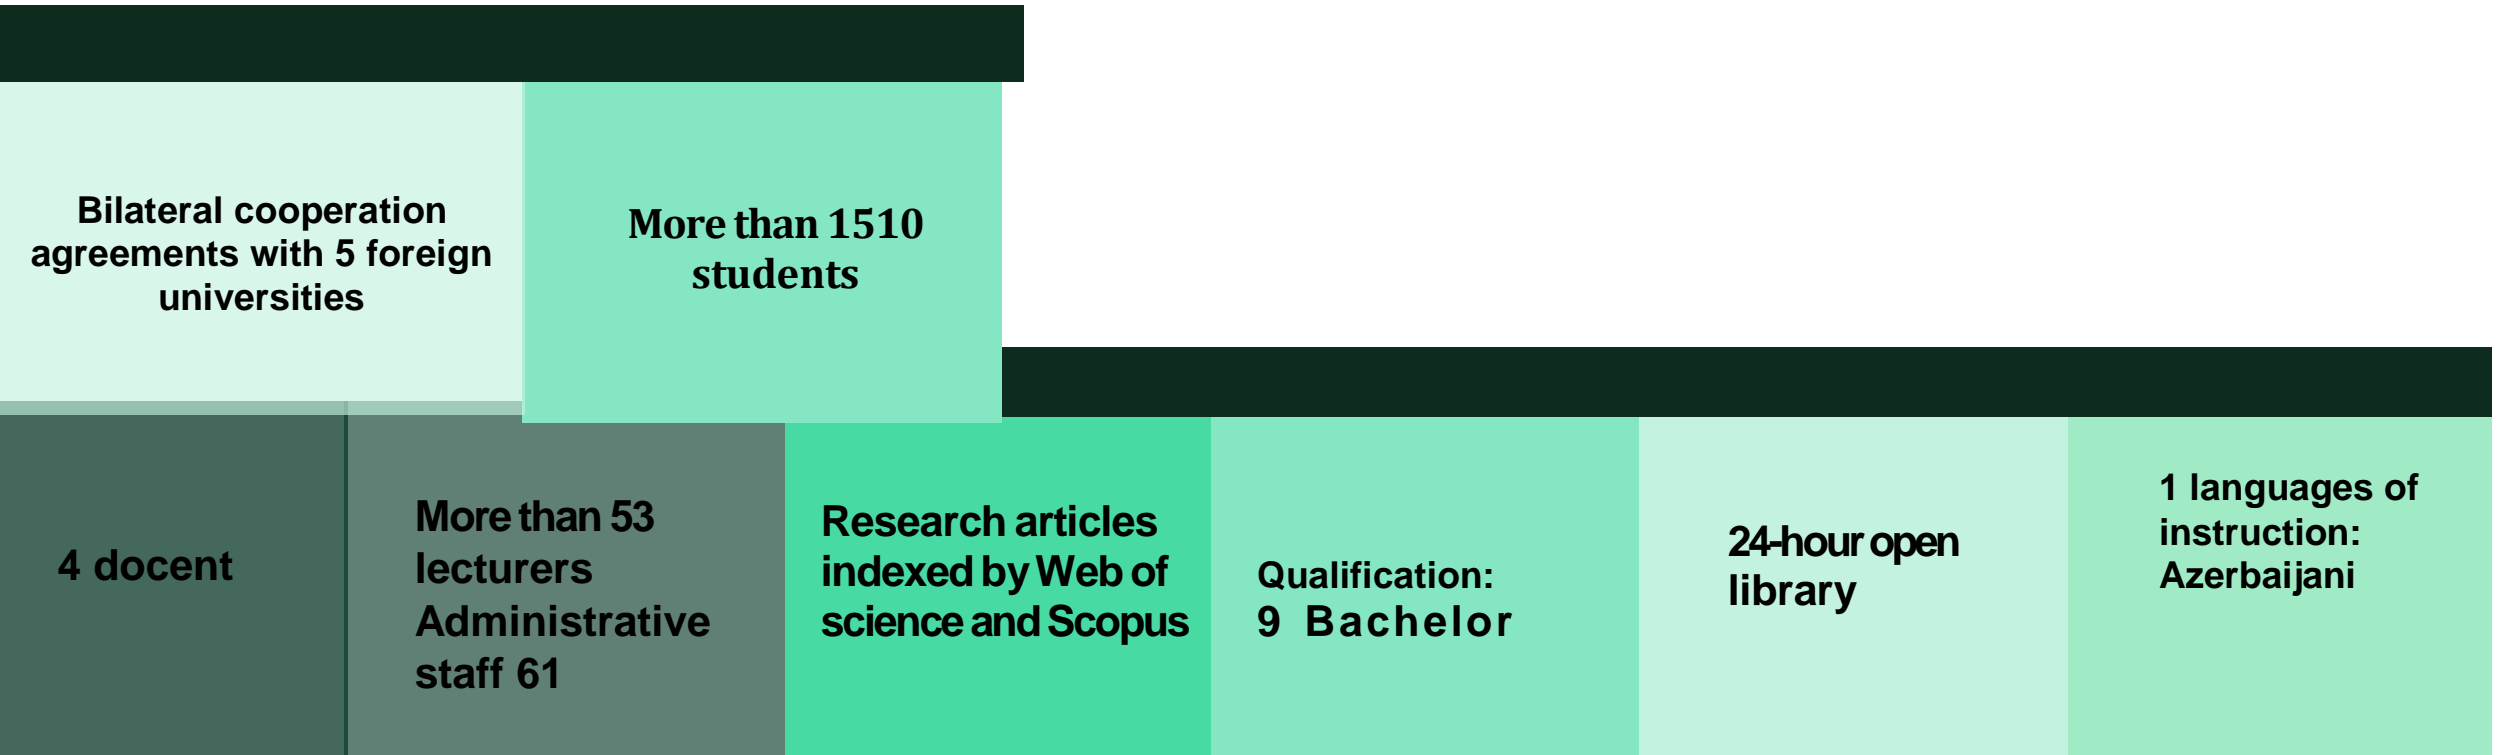 Bilateral cooperation
agreements with 5 foreign
universities
More than 1510
students
4 docent
More than 53
lecturers
Administrative
staff 61
Research articles
indexed by Web of
science and Scopus
Qualification:
9 Bachelor
24-hour open
library
1 languages of
instruction:
Azerbaijani